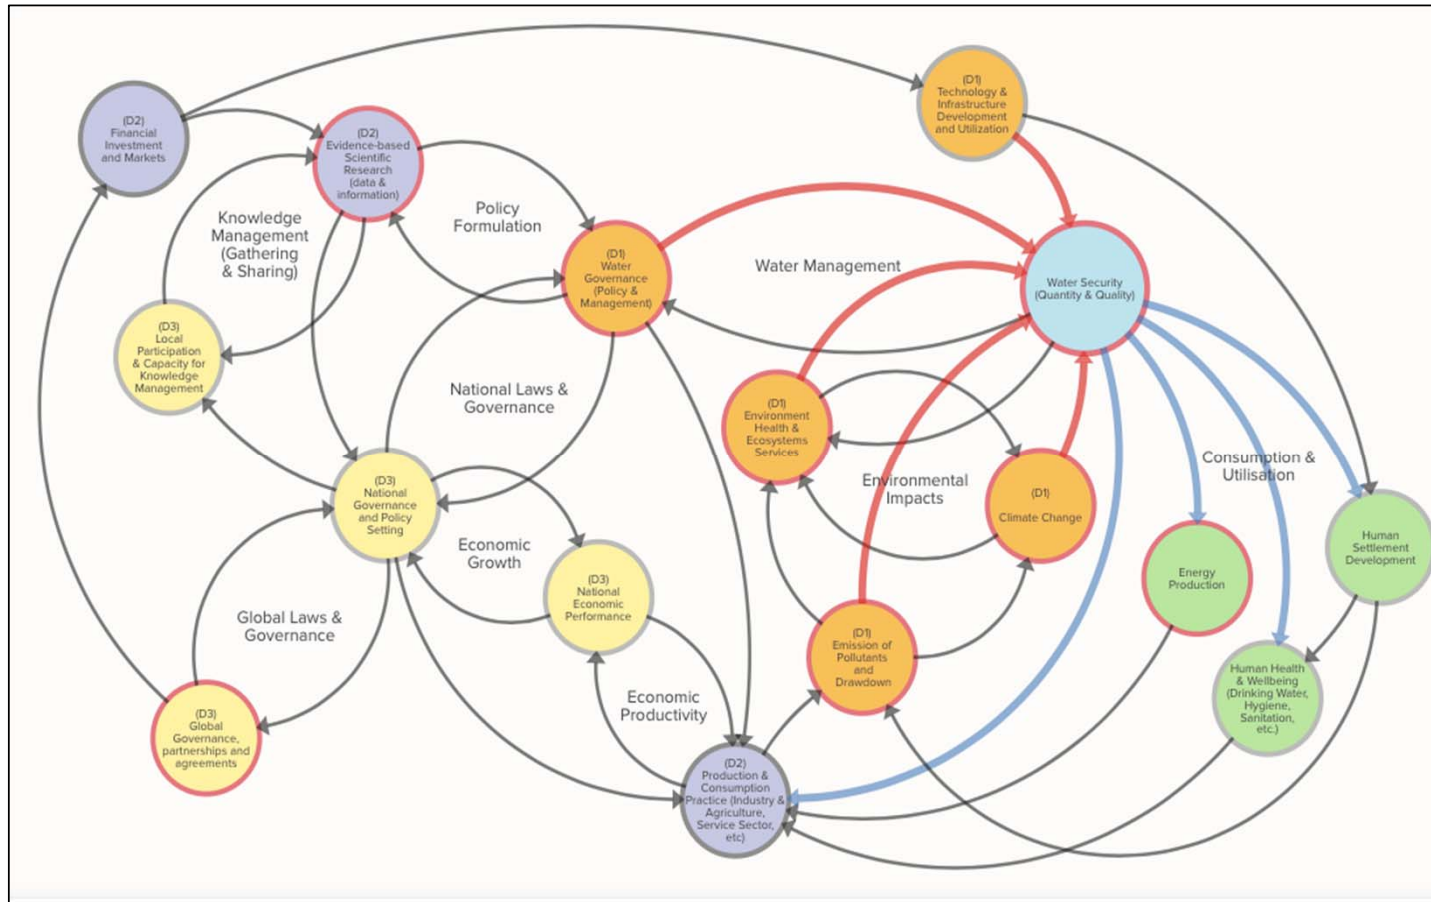 (D2)
Financial
Investment
and Markets
(D2)
Evidence-based
Scientific
Research
(data &
information)
(D1)
Technology &
Infrastructure
Development
and Utilization
Knowledge
Management
(Gathering
& Sharing)
Policy
Formulation
(D1)
Water
Governance
(Policy &
Management)
Water Management
Water Security
(Quantity & Quality)
(D3)
Local
Participation
& Capacity for
Knowledge
Management
National Laws &
Governance
(D1)
Environment
Health &
Ecosystems
Services
Environmental
Impacts
(D1)
Climate Change
Consumption &
Utilisation
(D3)
National
Governance
and Policy
Setting
Economic
Growth
(D3)
National
Economic
Performance
Energy
Production
Human
Settlement
Development
Global Laws &
Governance
(D1)
Emission of
Pollutants
and
Drawdown
Human Health
& Wellbeing
(Drinking Water,
Hygiene,
Sanitation,
etc.)
(D3)
Global
Governance,
partnerships and
agreements
Economic
Productivity
(D2)
Production &
Consumption
Practice (Industry &
Agriculture,
Service Sector,
etc)